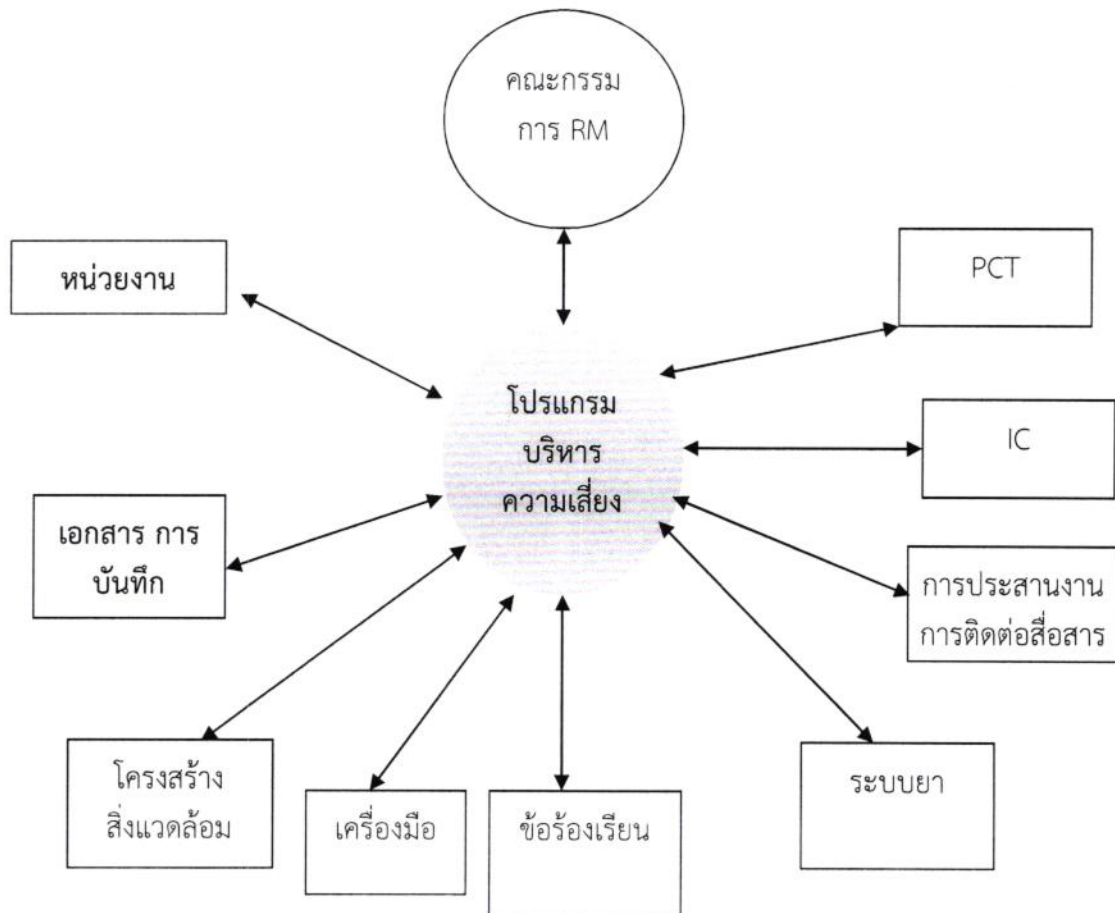 คณะกรรม
การ RM
หน่วยงาน
PCT
โปรแกรม
บริหาร
ความเสี่ยง
IC
เอกสาร การ
บันทึก
การประสานงาน
การติดต่อสื่อสาร
โครงสร้าง
สิ่งแวดล้อม
เครื่องมือ
ข้อร้องเรียน
ระบบยา